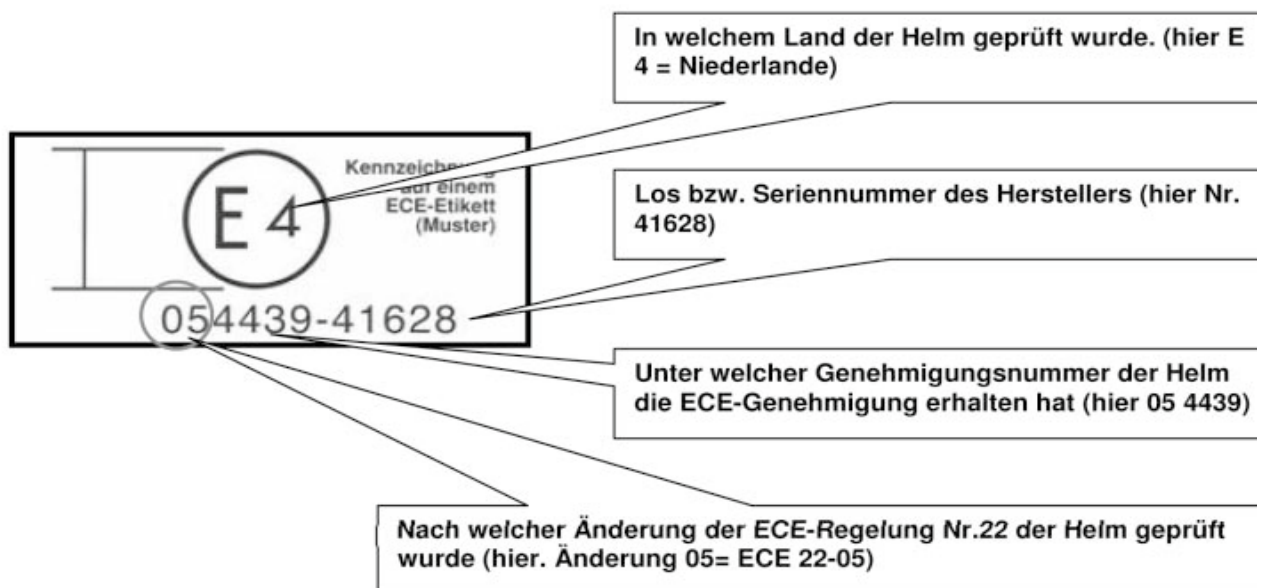 In welchem Land der Helm geprüft wurde. (hier E
4 = Niederlande)
E 4
Kennzeichnung
auf einem
ECE-Etikett
(Muster)
Los bzw. Seriennummer des Herstellers (hier Nr.
41628)
054439-41628
Unter welcher Genehmigungsnummer der Helm
die ECE-Genehmigung erhalten hat (hier 05 4439)
Nach welcher Änderung der ECE-Regelung Nr.22 der Helm geprüft
wurde (hier. Änderung 05= ECE 22-05)